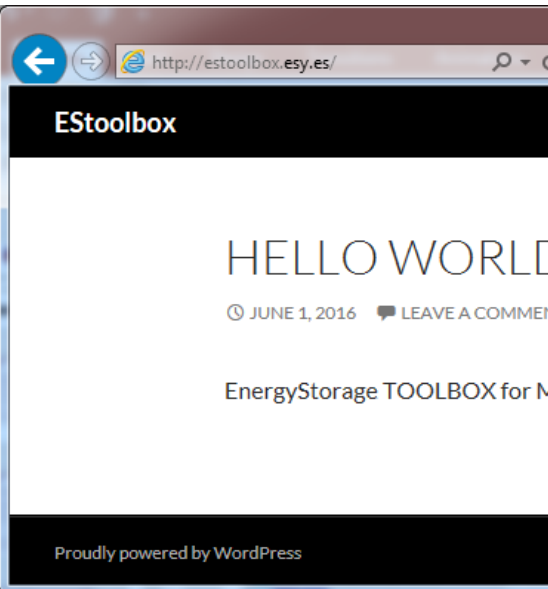 http://estoolbox.esy.es/
EStoolbox
HELLO WORLD
JUNE 1, 2016 LEAVE A COMMEN
EnergyStorage TOOLBOX for M
Proudly powered by WordPress